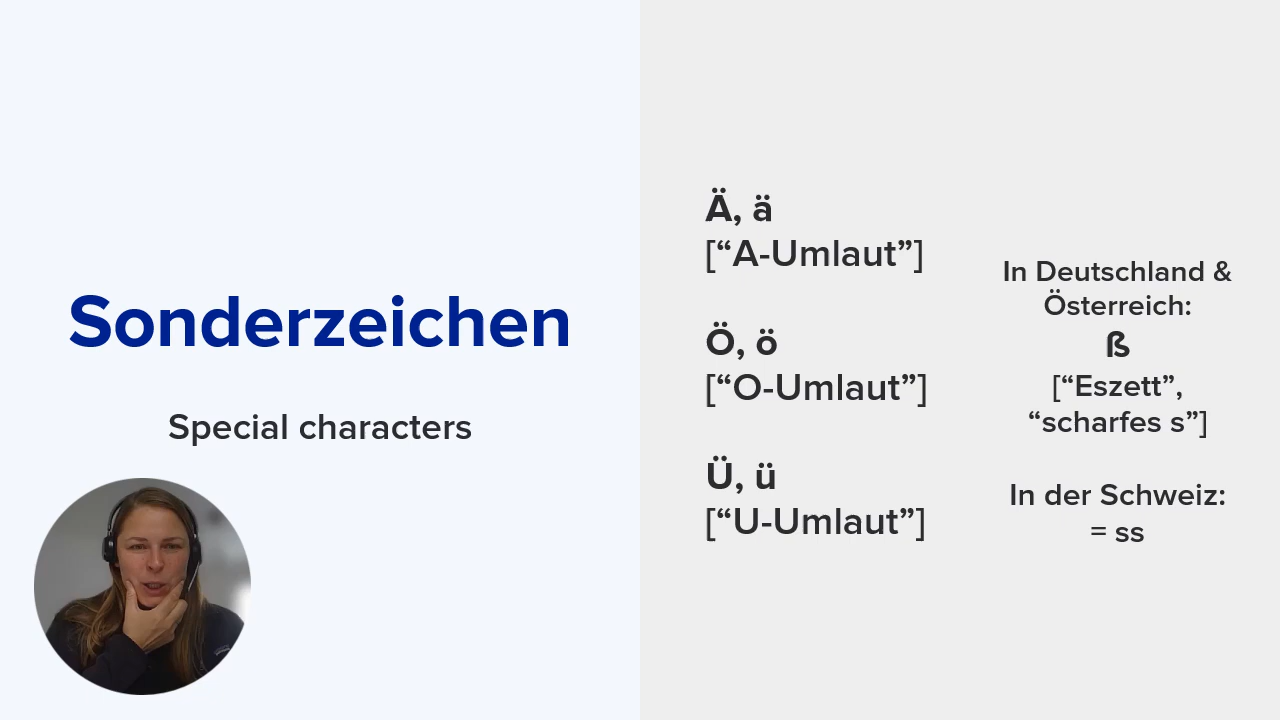 Sonderzeichen
Special characters
Ä, ä
[“A-Umlaut”]
Ö, ö
[“O-Umlaut”]
Ü, ü
[“U-Umlaut”]
In Deutschland &
Österreich:
ß
[“Eszett”,
“scharfes s”]
In der Schweiz:
= ss